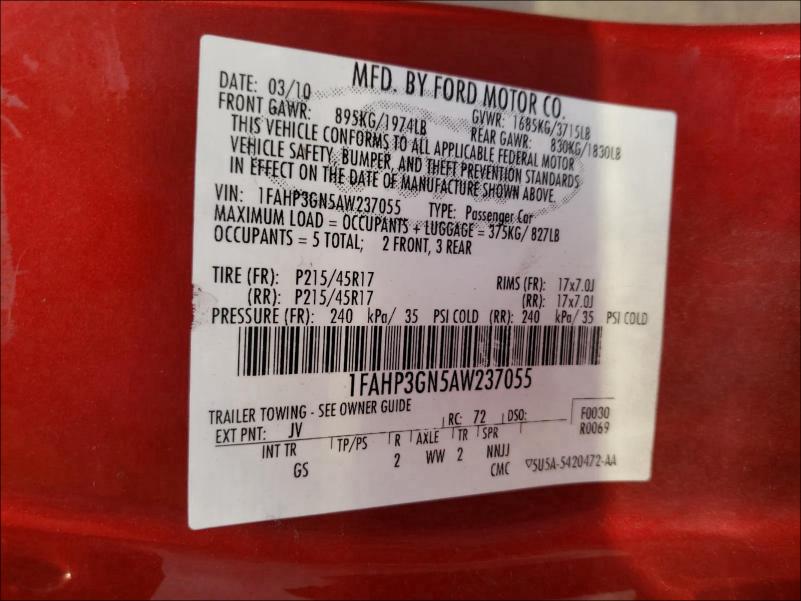 MFD. BY FORD MOTOR CO.
DATE: 03/10 GVWR: 1685KG/3715LB
FRONT GAWR: 895KG/1974LB REAR GAWR: 830KG/1830LB
THIS VEHICLE CONFORMS TO ALL APPLICABLE FEDERAL MOTOR
VEHICLE SAFETY, BUMPER, AND THEFT PREVENTION STANDARDS
IN EFFECT ON THE DATE OF MANUFACTURE SHOWN ABOVE.
VIN: 1FAHP3GN5AW237055 TYPE: Passenger Car
MAXIMUM LOAD = OCCUPANTS + LUGGAGE = 375KG/ 827LB
OCCUPANTS = 5 TOTAL; 2 FRONT, 3 REAR
TIRE (FR): P215/45R17 RIMS (FR): 17x7.0J
(RR): P215/45R17 (RR): 17x7.0J
PRESSURE (FR): 240 kPa/ 35 PSI COLD (RR): 240 kPa/ 35 PSI COLD
1FAHP3GN5AW237055
TRAILER TOWING - SEE OWNER GUIDE F0030
EXT PNT: JV RC: 72 DSO: R0069
INT TR TP/PS R AXLE TR SPR
GS 2 WW 2 NNJJ
CMC 5U5A-5420472-AA